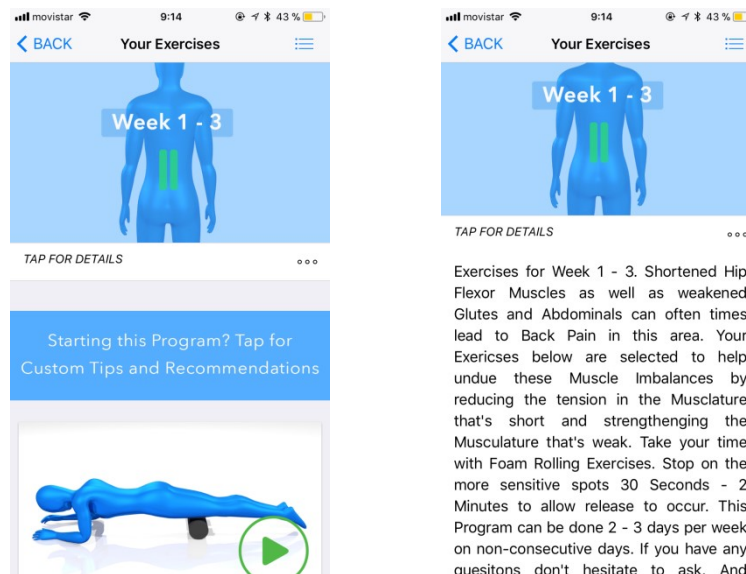 movistar 9:14 43 %
BACK Your Exercises
Week 1 - 3
TAP FOR DETAILS
Starting this Program? Tap for
Custom Tips and Recommendations
movistar 9:14 43 %
BACK Your Exercises
Week 1 - 3
TAP FOR DETAILS
Exercises for Week 1 - 3. Shortened Hip
Flexor Muscles as well as weakened
Glutes and Abdominals can often times
lead to Back Pain in this area. Your
Exericses below are selected to help
undue these Muscle Imbalances by
reducing the tension in the Musclature
that's short and strengthenging the
Musculature that's weak. Take your time
with Foam Rolling Exercises. Stop on the
more sensitive spots 30 Seconds - 2
Minutes to allow release to occur. This
Program can be done 2 - 3 days per week
on non-consecutive days. If you have any
quesitons don't hesitate to ask. And